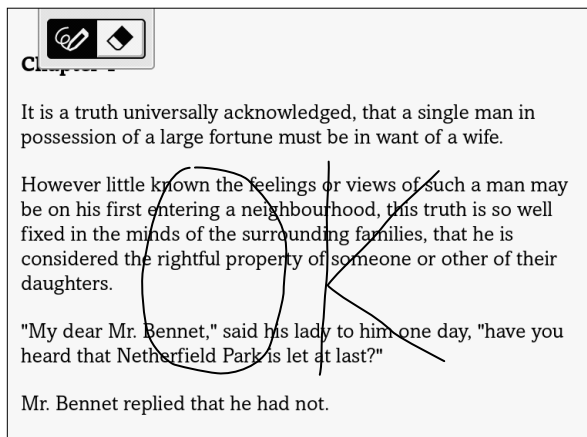 Chapter 1
It is a truth universally acknowledged, that a single man in
possession of a large fortune must be in want of a wife.
However little known the feelings or views of such a man may
be on his first entering a neighbourhood, this truth is so well
fixed in the minds of the surrounding families, that he is
considered the rightful property of someone or other of their
daughters.
OK
"My dear Mr. Bennet," said his lady to him one day, "have you
heard that Netherfield Park is let at last?"
Mr. Bennet replied that he had not.